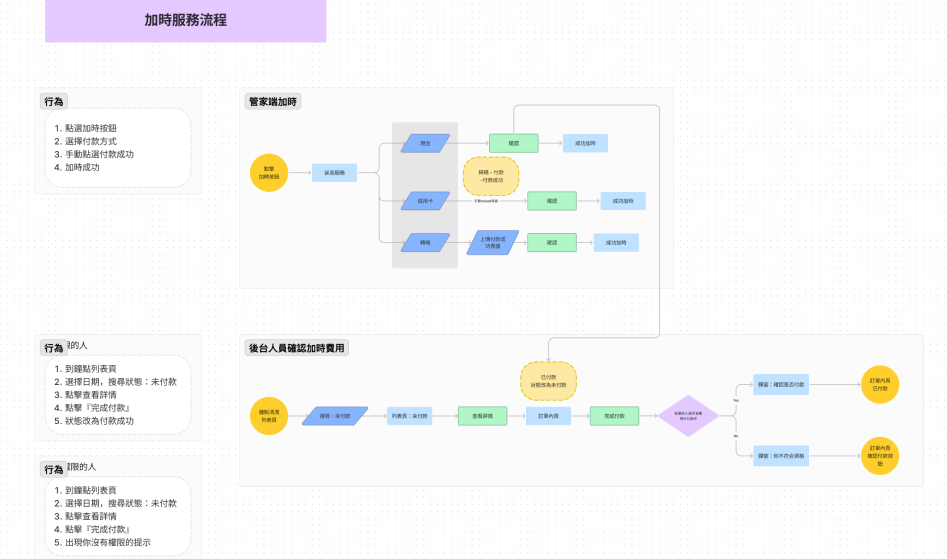 加時服務流程
行為
1. 點選加時按鈕
2. 選擇付款方式
3. 手動點選付款成功
4. 加時成功
管家端加時
點擊
加時按鈕
延長服務
現金
確認
成功加時
掃碼 - 付款
-付款成功
信用卡
確認
成功加時
轉帳
上傳付款成
功頁面
確認
成功加時
行為
限的人
1. 到鐘點列表頁
2. 選擇日期，搜尋狀態：未付款
3. 點擊查看詳情
4. 點擊『完成付款』
5. 狀態改為付款成功
後台人員確認加時費用
已付款
狀態改為未付款
鐘點清潔
列表頁
搜尋：未付款
列表頁：未付款
查看詳情
訂單內頁
完成付款
Yes
No
彈窗：確認是否付款
訂單內頁
已付款
彈窗：你不符合資格
訂單內頁
確認付款按
鈕
行為
權限的人
1. 到鐘點列表頁
2. 選擇日期，搜尋狀態：未付款
3. 點擊查看詳情
4. 點擊『完成付款』
5. 出現你沒有權限的提示